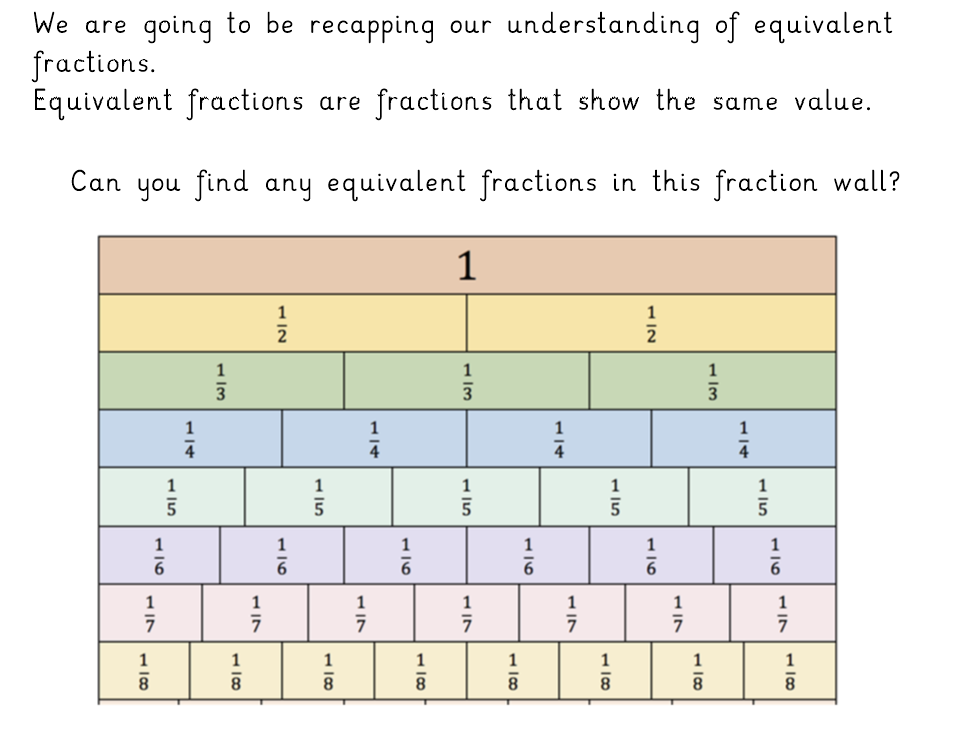 We are going to be recapping our understanding of equivalent
fractions.
Equivalent fractions are fractions that show the same value.
Can you find any equivalent fractions in this fraction wall?
1
1/2 1/2
1/3 1/3 1/3
1/4 1/4 1/4 1/4
1/5 1/5 1/5 1/5 1/5
1/6 1/6 1/6 1/6 1/6 1/6
1/7 1/7 1/7 1/7 1/7 1/7 1/7
1/8 1/8 1/8 1/8 1/8 1/8 1/8 1/8